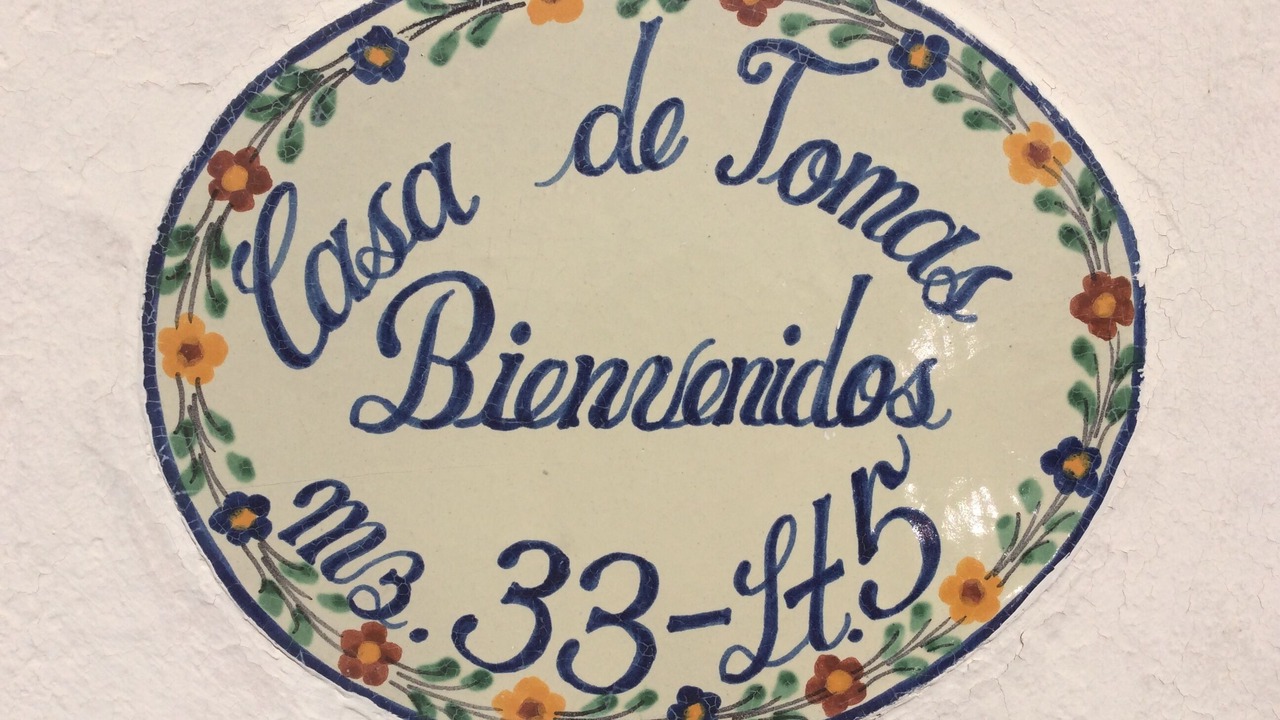 Casa de Tomas
Bienvenidos
Mz. 33-Lt.5